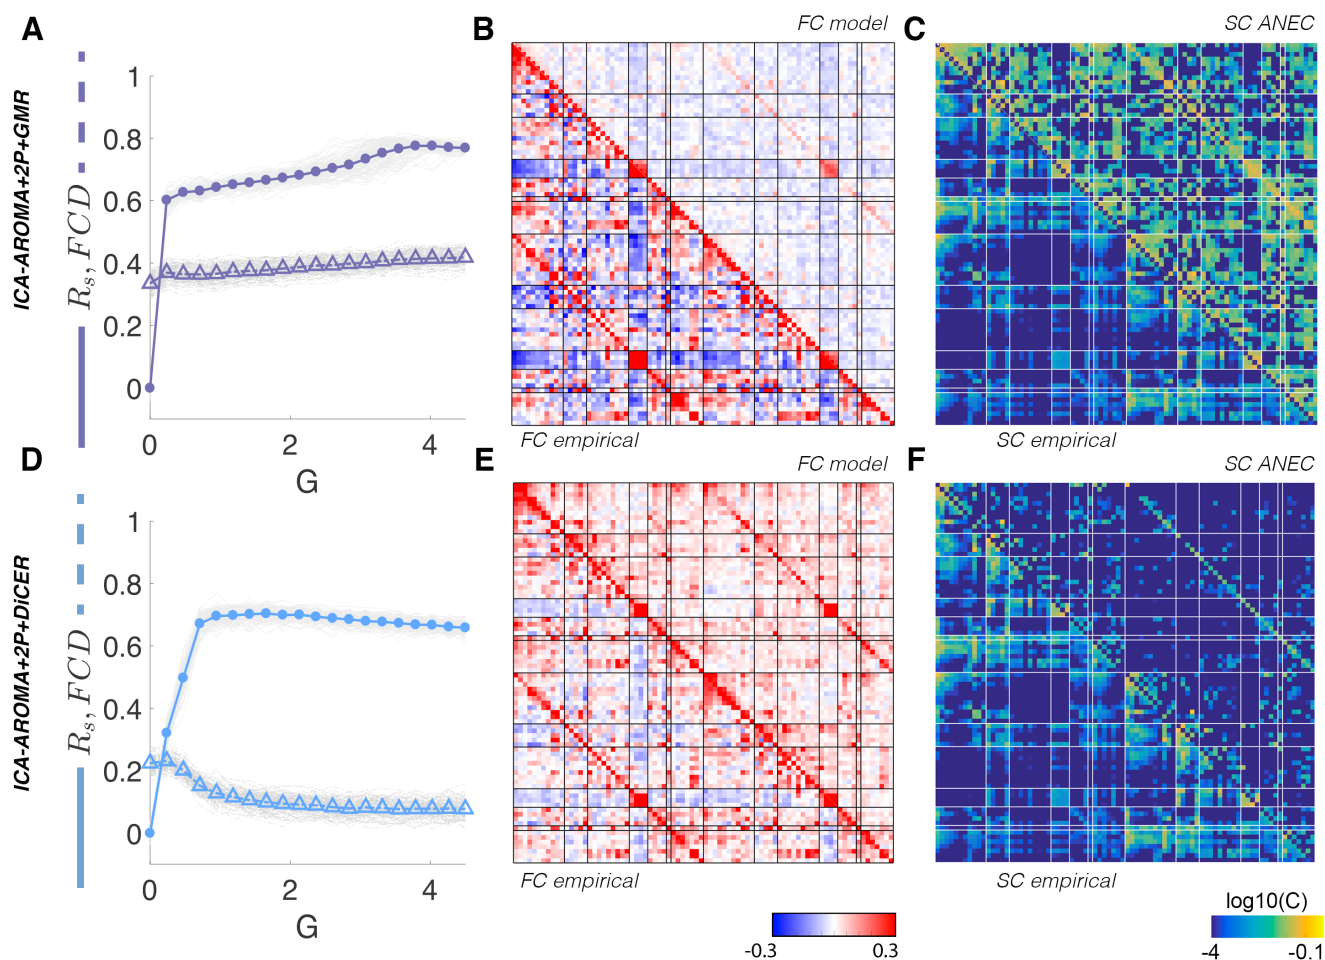 A
ICA-AROMA+2P+GMR
R_s, FCD
1
0.8
0.6
0.4
0.2
0
0
2
4
G
B
FC model
FC empirical
C
SC ANEC
SC empirical
D
ICA-AROMA+2P+DiCER
R_s, FCD
1
0.8
0.6
0.4
0.2
0
0
2
4
G
E
FC model
FC empirical
-0.3
0.3
F
SC ANEC
SC empirical
log10(C)
-4
-0.1